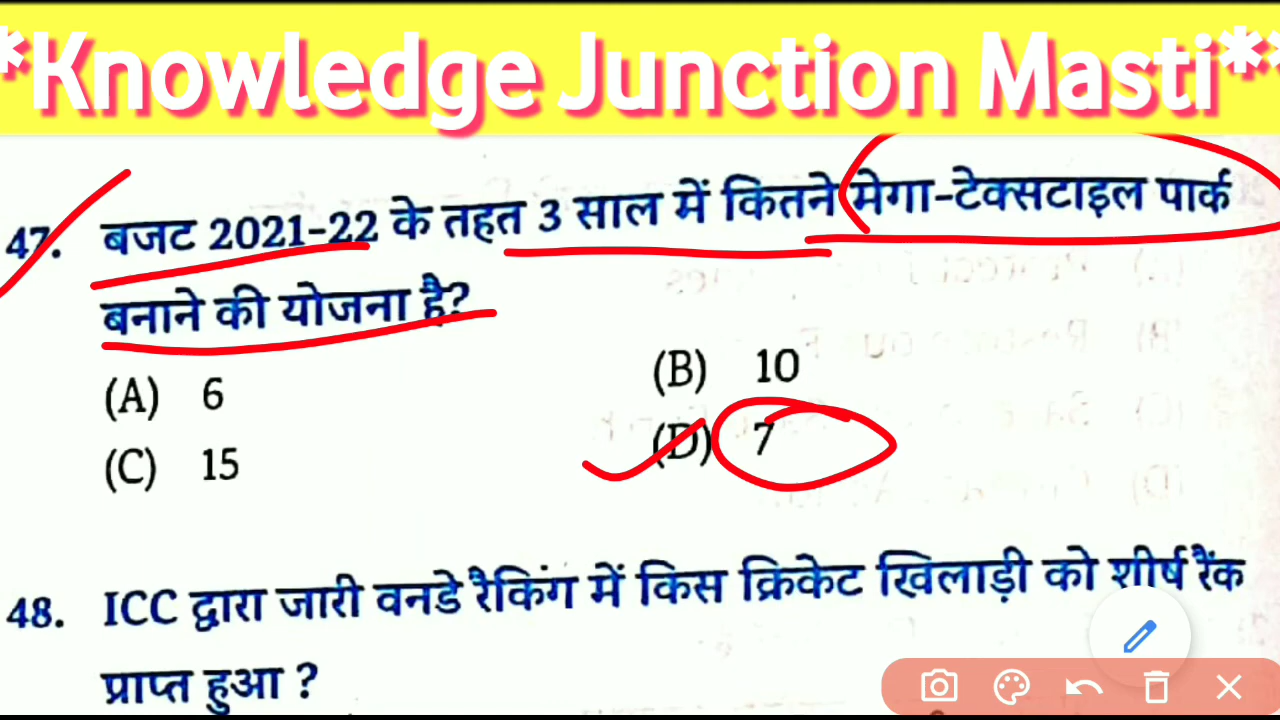 *Knowledge Junction Masti**
47. बजट 2021-22 के तहत 3 साल में कितने मेगा-टेक्सटाइल पार्क
बनाने की योजना है?
(A) 6
(B) 10
(C) 15
(D) 7
48. ICC द्वारा जारी वनडे रैकिंग में किस क्रिकेट खिलाड़ी को शीर्ष रैंक
प्राप्त हुआ ?